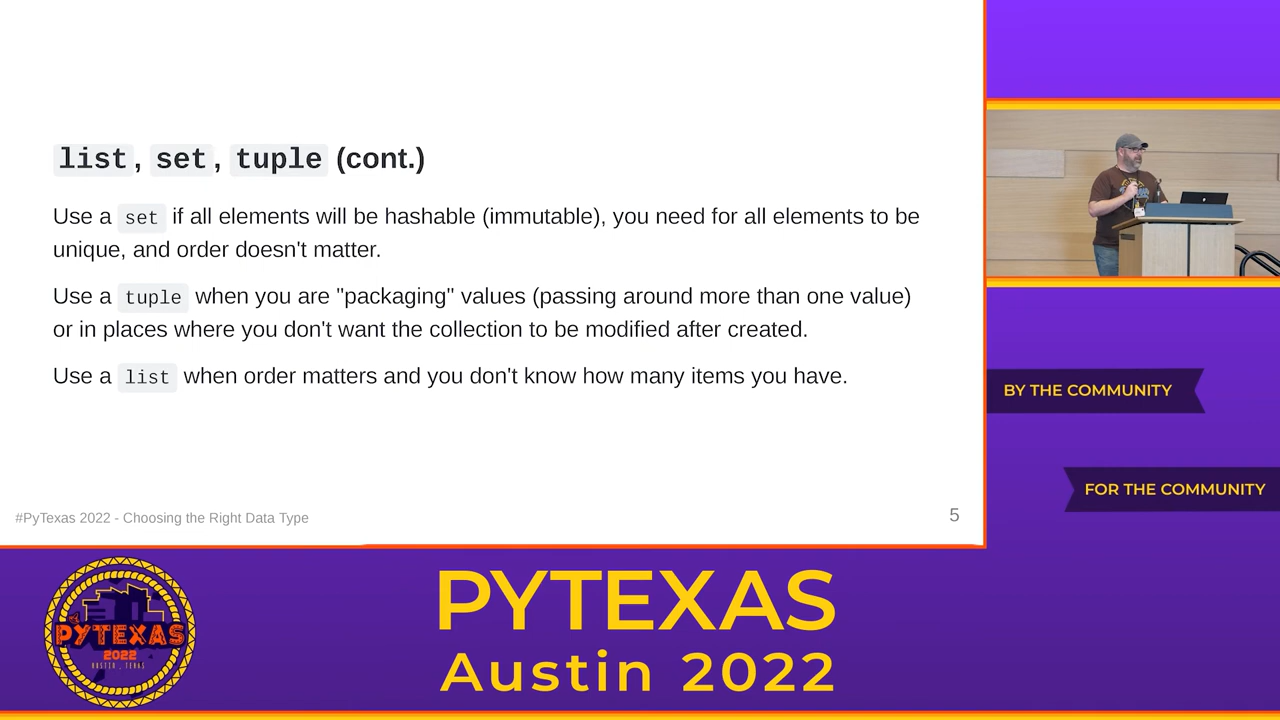 list, set, tuple (cont.)
Use a set if all elements will be hashable (immutable), you need for all elements to be
unique, and order doesn't matter.
Use a tuple when you are "packaging" values (passing around more than one value)
or in places where you don't want the collection to be modified after created.
Use a list when order matters and you don't know how many items you have.
#PyTexas 2022 - Choosing the Right Data Type
5
BY THE COMMUNITY
FOR THE COMMUNITY
PYTEXAS
2022
AUSTIN, TEXAS
PYTEXAS
Austin 2022